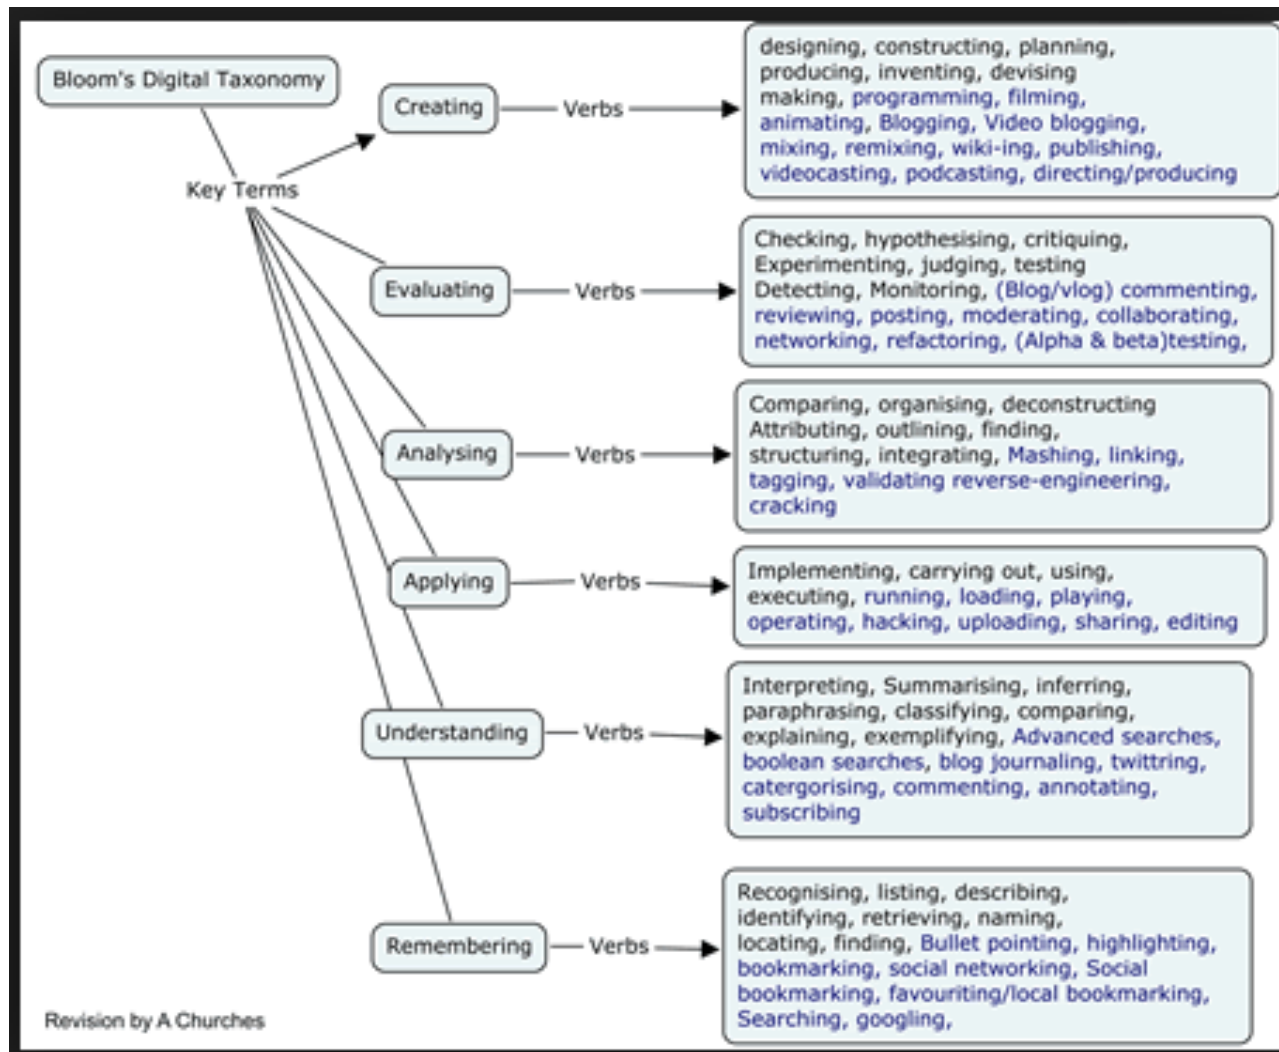 Bloom's Digital Taxonomy
Key Terms
Creating
Verbs
designing, constructing, planning,
producing, inventing, devising
making, programming, filming,
animating, Blogging, Video blogging,
mixing, remixing, wiki-ing, publishing,
videocasting, podcasting, directing/producing
Evaluating
Verbs
Checking, hypothesising, critiquing,
Experimenting, judging, testing
Detecting, Monitoring, (Blog/vlog) commenting,
reviewing, posting, moderating, collaborating,
networking, refactoring, (Alpha & beta)testing,
Analysing
Verbs
Comparing, organising, deconstructing
Attributing, outlining, finding,
structuring, integrating, Mashing, linking,
tagging, validating reverse-engineering,
cracking
Applying
Verbs
Implementing, carrying out, using,
executing, running, loading, playing,
operating, hacking, uploading, sharing, editing
Understanding
Verbs
Interpreting, Summarising, inferring,
paraphrasing, classifying, comparing,
explaining, exemplifying, Advanced searches,
boolean searches, blog journaling, twittring,
catergorising, commenting, annotating,
subscribing
Remembering
Verbs
Recognising, listing, describing,
identifying, retrieving, naming,
locating, finding, Bullet pointing, highlighting,
bookmarking, social networking, Social
bookmarking, favouriting/local bookmarking,
Searching, googling,
Revision by A Churches